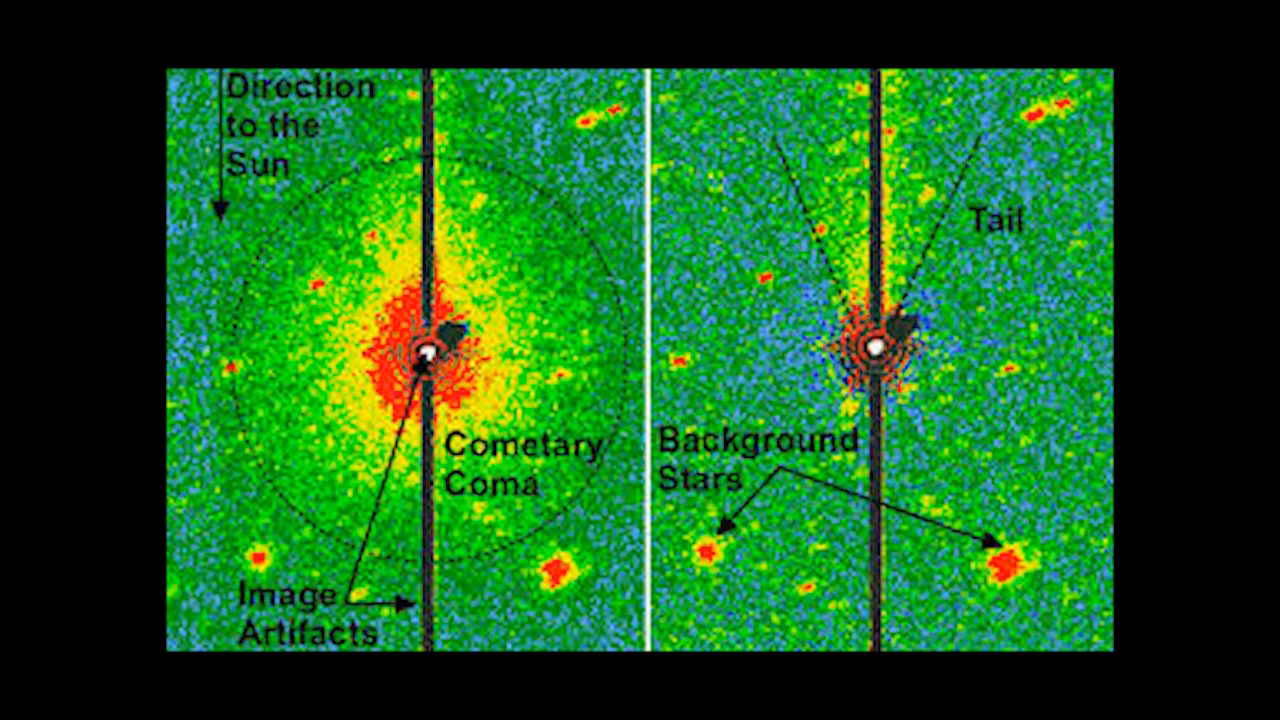 Direction
to the
Sun
Tail
Cometary
Coma
Background
Stars
Image
Artifacts